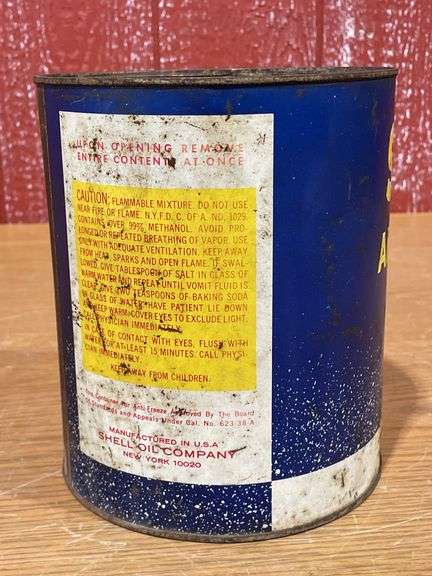 UPON OPENING REMOVE
ENTIRE CONTENTS AT ONCE
CAUTION: FLAMMABLE MIXTURE. DO NOT USE
NEAR FIRE OR FLAME. N.Y.F.D. C. OF A. NO. 1029.
CONTAINS OVER 99% METHANOL. AVOID PRO-
LONGED OR REPEATED BREATHING OF VAPOR. USE
ONLY WITH ADEQUATE VENTILATION. KEEP AWAY
FROM HEAT, SPARKS AND OPEN FLAME. IF SWAL-
LOWED, GIVE TABLESPOON OF SALT IN GLASS OF
WARM WATER AND REPEAT UNTIL VOMIT FLUID IS
CLEAR. GIVE TWO TEASPOONS OF BAKING SODA
IN GLASS OF WATER. HAVE PATIENT LIE DOWN
KEEP WARM. COVER EYES TO EXCLUDE LIGHT.
CALL PHYSICIAN IMMEDIATELY.
IN CASE OF CONTACT WITH EYES, FLUSH WITH
WATER FOR AT LEAST 15 MINUTES. CALL PHYSI-
CIAN IMMEDIATELY.
KEEP AWAY FROM CHILDREN.
Container For Anti-Freeze Approved By The Board
Of Standards and Appeals Under Cal. No. 623-38 A
MANUFACTURED IN U.S.A
SHELL OIL COMPANY
NEW YORK 10020
S
A